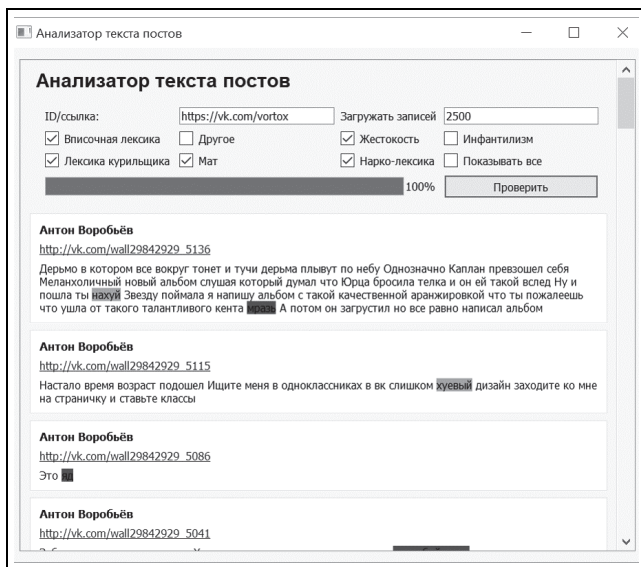 Анализатор текста постов
Анализатор текста постов
ID/ссылка: https://vk.com/vortox Загружать записей 2500
Вписочная лексика Другое Жестокость Инфантилизм
Лексика курильщика Мат Нарко-лексика Показывать все
100% Проверить
Антон Воробьёв
http://vk.com/wall29842929_5136
Дерьмо в котором все вокруг тонет и тучи дерьма плывут по небу Однозначно Каплан превзошел себя
Меланхоличный новый альбом слушая который думал что Юрца бросила телка и он ей такой вслед Ну и
пошла ты нахуй Звезду поймала я напишу альбом с такой качественной аранжировкой что ты пожалеешь
что ушла от такого талантливого кента мразь А потом он загрустил но все равно написал альбом
Антон Воробьёв
http://vk.com/wall29842929_5115
Настало время возраст подошел Ищите меня в одноклассниках в вк слишком хуевый дизайн заходите ко мне
на страничку и ставьте классы
Антон Воробьёв
http://vk.com/wall29842929_5086
Это яд
Антон Воробьёв
http://vk.com/wall29842929_5041